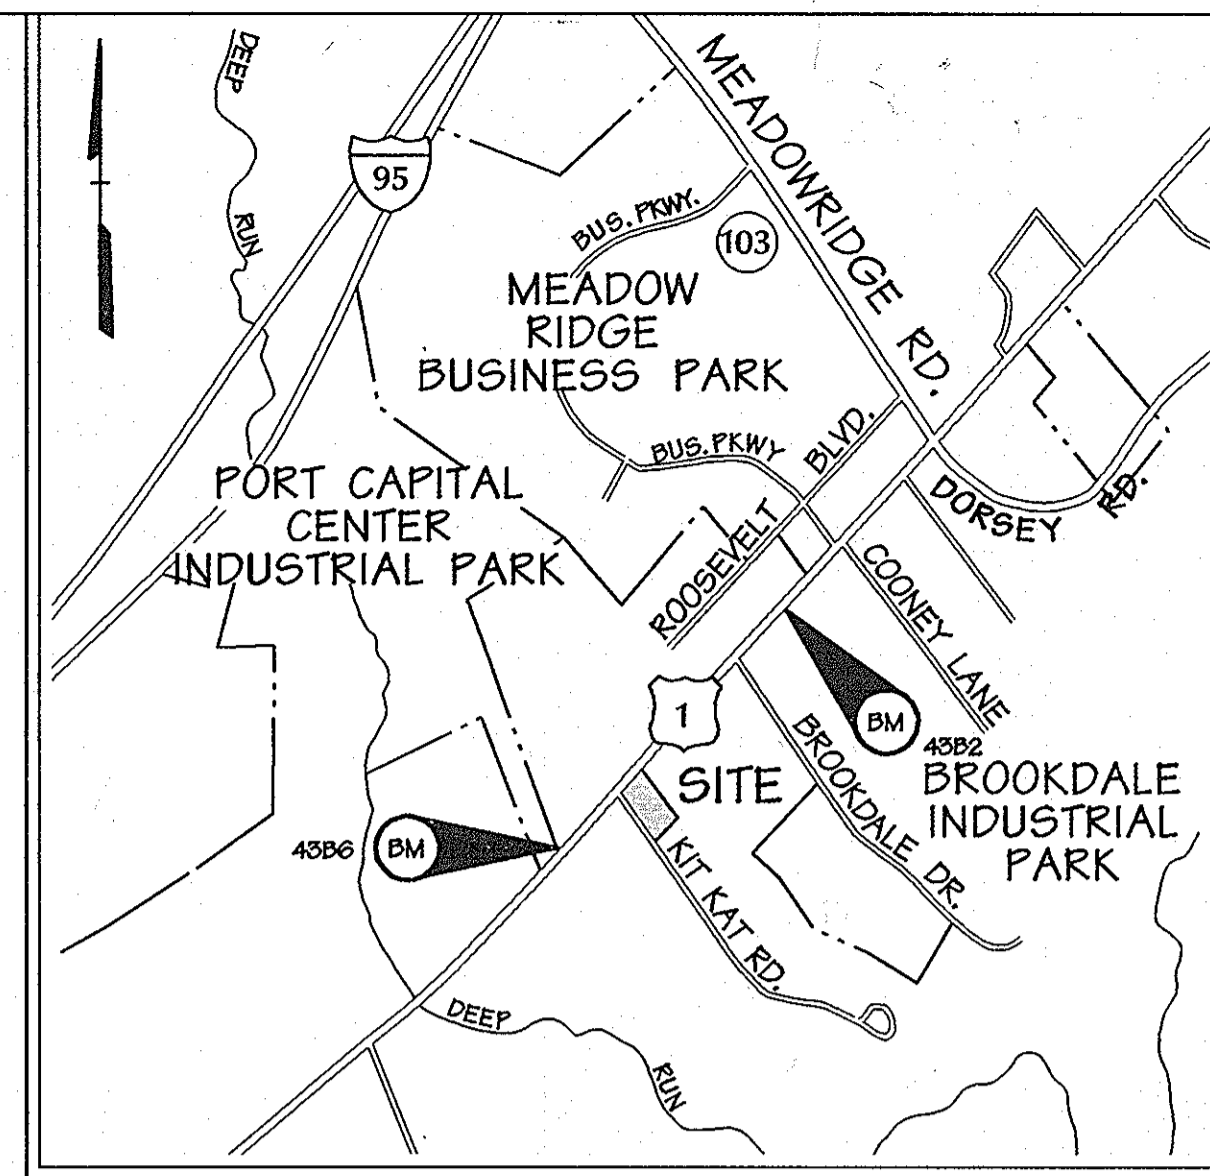 DEEP
RUN
95
MEADOWRIDGE RD.
BUS. PKWY.
103
MEADOW
RIDGE
BUSINESS PARK
BUS. PKWY
ROOSEVELT BLVD.
DORSEY RD.
PORT CAPITAL
CENTER
INDUSTRIAL PARK
COONEY LANE
1
BM
43B2
SITE
BROOKDALE DR.
BROOKDALE
INDUSTRIAL
PARK
43B6
BM
KIT KAT RD.
DEEP
RUN